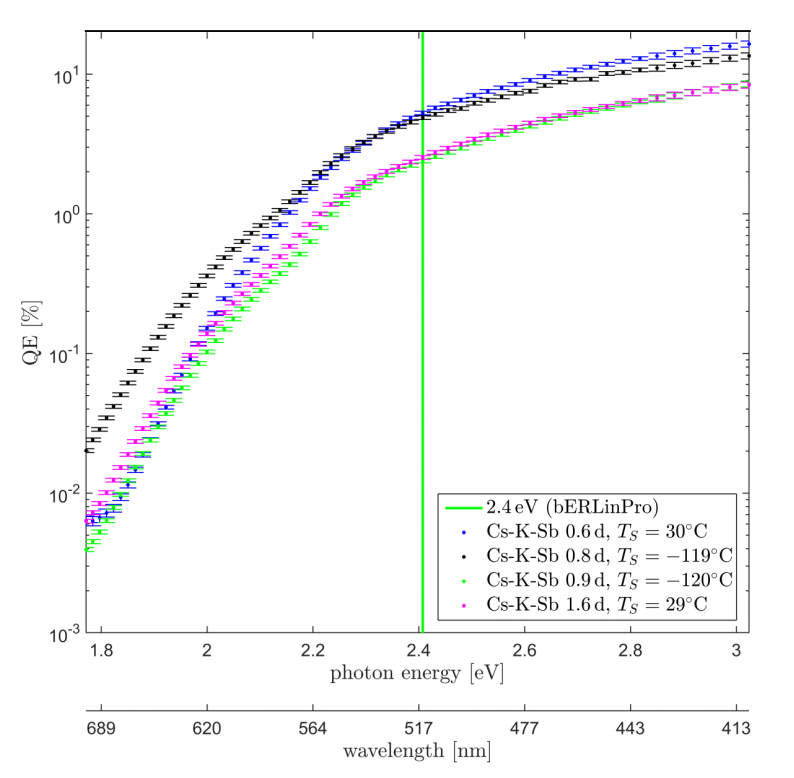 QE [%]
10^1
10^0
10^-1
10^-2
10^-3
2.4 eV (bERLinPro)
Cs-K-Sb 0.6 d, T_S = 30°C
Cs-K-Sb 0.8 d, T_S = −119°C
Cs-K-Sb 0.9 d, T_S = −120°C
Cs-K-Sb 1.6 d, T_S = 29°C
1.8 2 2.2 2.4 2.6 2.8 3
photon energy [eV]
689 620 564 517 477 443 413
wavelength [nm]